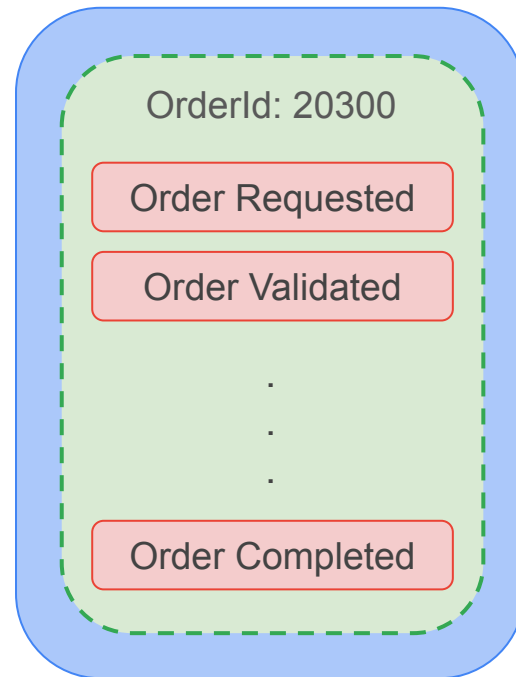 OrderId: 20300
Order Requested
Order Validated
.
.
.
Order Completed